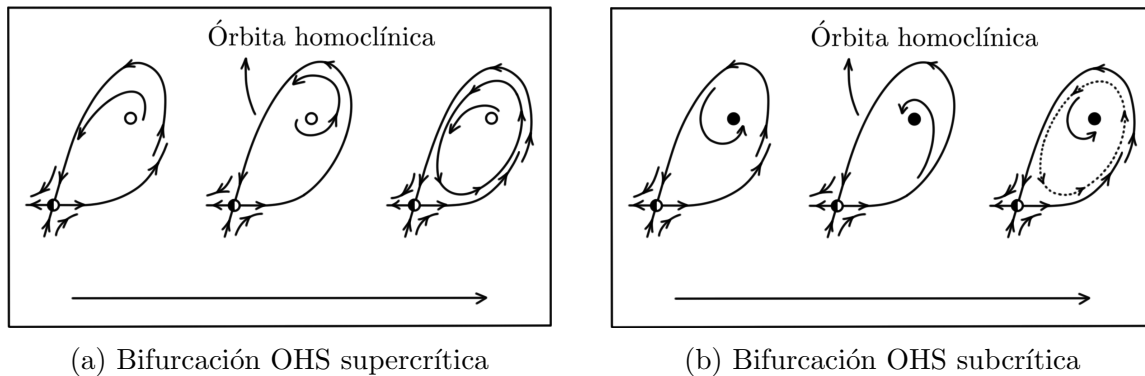 Órbita homoclínica
Órbita homoclínica
(a) Bifurcación OHS supercrítica
(b) Bifurcación OHS subcrítica